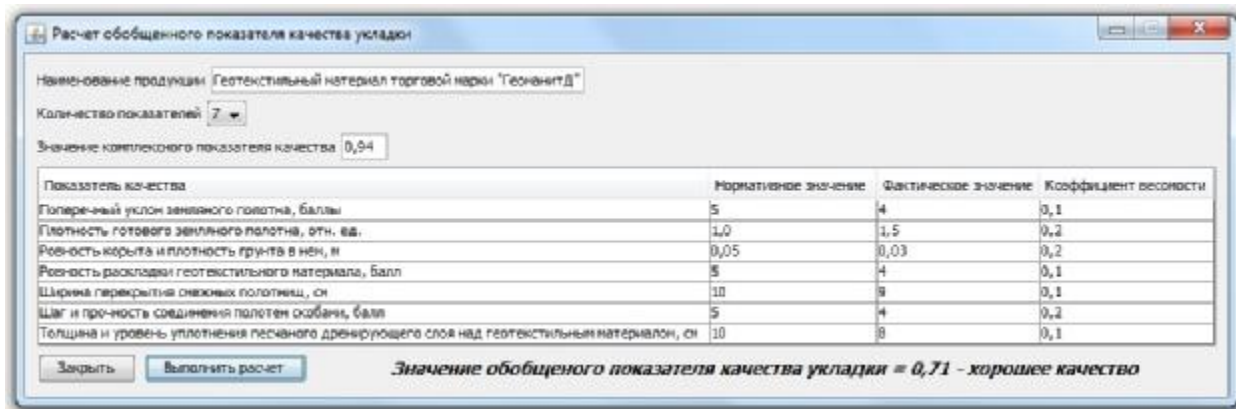 Расчет обобщенного показателя качества укладки
Наименование продукции Геотекстильный материал торговой марки "ГеоманитД"
Количество показателей 7
Значение комплексного показателя качества 0,94
Показатель качества Нормативное значение Фактическое значение Коэффициент весомости
Поперечный уклон земляного полотна, баллы 5 4 0,1
Плотность готового земляного полотна, отн. ед. 1,0 1,5 0,2
Ровность корыта и плотность грунта в нем, м 0,05 0,03 0,2
Ровность раскладки геотекстильного материала, балл 5 4 0,1
Ширина перекрытия смежных полотнищ, см 10 9 0,1
Шаг и прочность соединения полотен скобами, балл 5 4 0,2
Толщина и уровень уплотнения песчаного дренирующего слоя над геотекстильным материалом, см 10 8 0,1
Закрыть Выполнить расчет Значение обобщеного показателя качества укладки = 0,71 - хорошее качество